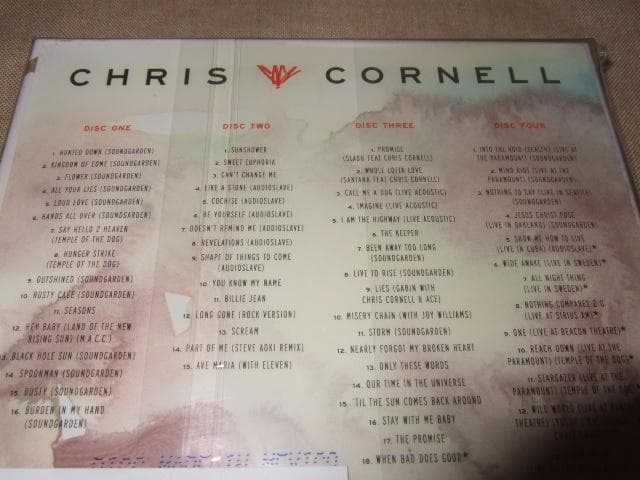 CHRIS CORNELL
DISC ONE
1. HUNTED DOWN (SOUNDGARDEN)
2. KINGDOM OF COME (SOUNDGARDEN)
3. FLOWER (SOUNDGARDEN)
4. ALL YOUR LIES (SOUNDGARDEN)
5. LOUD LOVE (SOUNDGARDEN)
6. HANDS ALL OVER (SOUNDGARDEN)
7. SAY HELLO 2 HEAVEN
(TEMPLE OF THE DOG)
8. HUNGER STRIKE
(TEMPLE OF THE DOG)
9. OUTSHINED (SOUNDGARDEN)
10. RUSTY CAGE (SOUNDGARDEN)
11. SEASONS
12. HEY BABY (LAND OF THE NEW
RISING SUN) (M.A.C.C.)
13. BLACK HOLE SUN (SOUNDGARDEN)
14. SPOONMAN (SOUNDGARDEN)
15. DUSTY (SOUNDGARDEN)
16. BURDEN IN MY HAND
(SOUNDGARDEN)
DISC TWO
1. SUNSHOWER
2. SWEET EUPHORIA
3. CAN'T CHANGE ME
4. LIKE A STONE (AUDIOSLAVE)
5. COCHISE (AUDIOSLAVE)
6. BE YOURSELF (AUDIOSLAVE)
7. DOESN'T REMIND ME (AUDIOSLAVE)
8. REVELATIONS (AUDIOSLAVE)
9. SHAPE OF THINGS TO COME
(AUDIOSLAVE)
10. YOU KNOW MY NAME
11. BILLIE JEAN
12. LONG GONE (ROCK VERSION)
13. SCREAM
14. PART OF ME (STEVE AOKI REMIX)
15. AVE MARIA (WITH ELEVEN)
DISC THREE
1. PROMISE
(SLASH FEAT CHRIS CORNELL)
2. WHOLE LOTTA LOVE
(SANTANA FEAT CHRIS CORNELL)
3. CALL ME A DOG (LIVE ACOUSTIC)
4. IMAGINE (LIVE ACOUSTIC)
5. I AM THE HIGHWAY (LIVE ACOUSTIC)
6. THE KEEPER
7. BEEN AWAY TOO LONG
(SOUNDGARDEN)
8. LIVE TO RISE (SOUNDGARDEN)
9. LIES (GABIN WITH
CHRIS CORNELL & ACE)
10. MISERY CHAIN (WITH JOY WILLIAMS)
11. STORM (SOUNDGARDEN)
12. NEARLY FORGOT MY BROKEN HEART
13. ONLY THESE WORDS
14. OUR TIME IN THE UNIVERSE
15. 'TIL THE SUN COMES BACK AROUND
16. STAY WITH ME BABY
17. THE PROMISE
18. WHEN BAD DOES GOOD*
DISC FOUR
1. INTO THE VOID (SEALTH) (LIVE AT
THE PARAMOUNT) (SOUNDGARDEN)
2. MIND RIOT (LIVE AT THE
PARAMOUNT) (SOUNDGARDEN)
3. NOTHING TO SAY (LIVE IN SEATTLE)
(SOUNDGARDEN)
4. JESUS CHRIST POSE
(LIVE IN OAKLAND) (SOUNDGARDEN)
5. SHOW ME HOW TO LIVE
(LIVE IN CUBA) (AUDIOSLAVE)*
6. WIDE AWAKE (LIVE IN SWEDEN)*
7. ALL NIGHT THING
(LIVE IN SWEDEN)*
8. NOTHING COMPARES 2 U
(LIVE AT SIRIUS XM)*
9. ONE (LIVE AT BEACON THEATRE)*
10. REACH DOWN (LIVE AT THE
PARAMOUNT) (TEMPLE OF THE DOG)*
11. STARGAZER (LIVE AT THE
PARAMOUNT) (TEMPLE OF THE DOG)
12. WILD WORLD (LIVE AT PANTAGES
THEATRE)